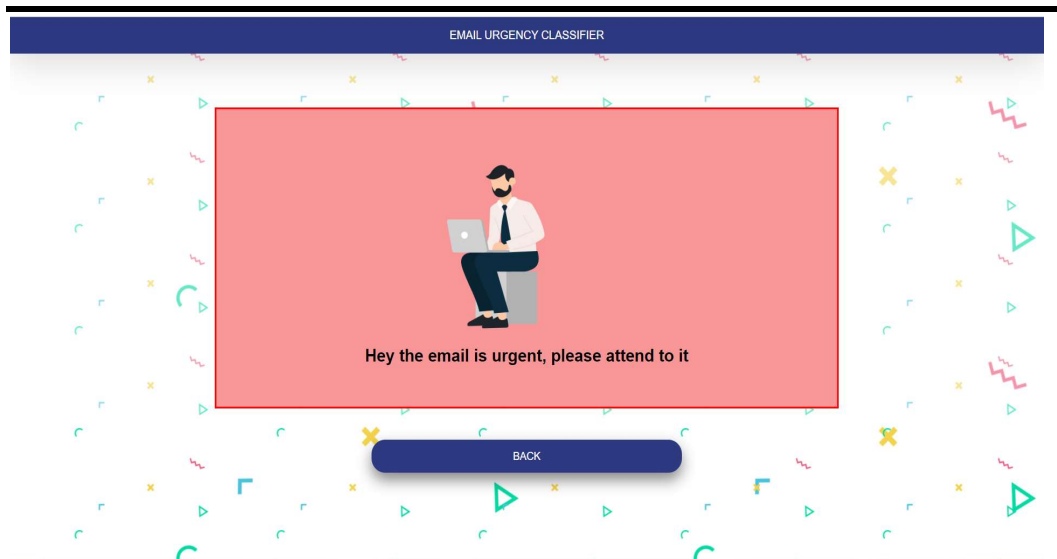 EMAIL URGENCY CLASSIFIER
Hey the email is urgent, please attend to it
BACK